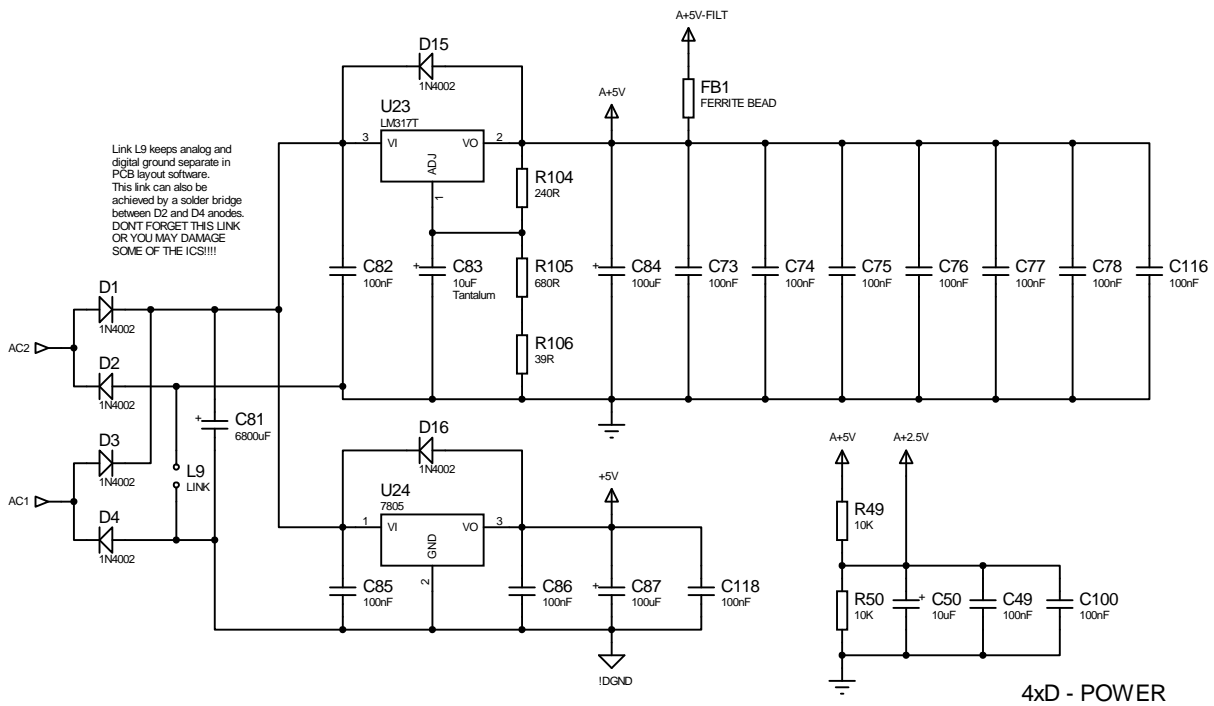 A+5V-FILT
D15
1N4002
FB1
FERRITE BEAD
A+5V
U23
LM317T
3
VI
VO
2
ADJ
1
Link L9 keeps analog and
digital ground separate in
PCB layout software.
This link can also be
achieved by a solder bridge
between D2 and D4 anodes.
DONT FORGET THIS LINK
OR YOU MAY DAMAGE
SOME OF THE ICS!!!!
R104
240R
C82
100nF
+
C83
10uF
Tantalum
R105
680R
+
C84
100uF
C73
100nF
C74
100nF
C75
100nF
C76
100nF
C77
100nF
C78
100nF
C116
100nF
D1
1N4002
R106
39R
AC2
D2
1N4002
+
C81
6800uF
D3
1N4002
L9
LINK
AC1
D4
1N4002
D16
1N4002
U24
7805
1
VI
VO
3
GND
2
+5V
C85
100nF
C86
100nF
+
C87
100uF
C118
100nF
!DGND
A+5V
A+2.5V
R49
10K
R50
10K
+
C50
10uF
C49
100nF
C100
100nF
4xD - POWER